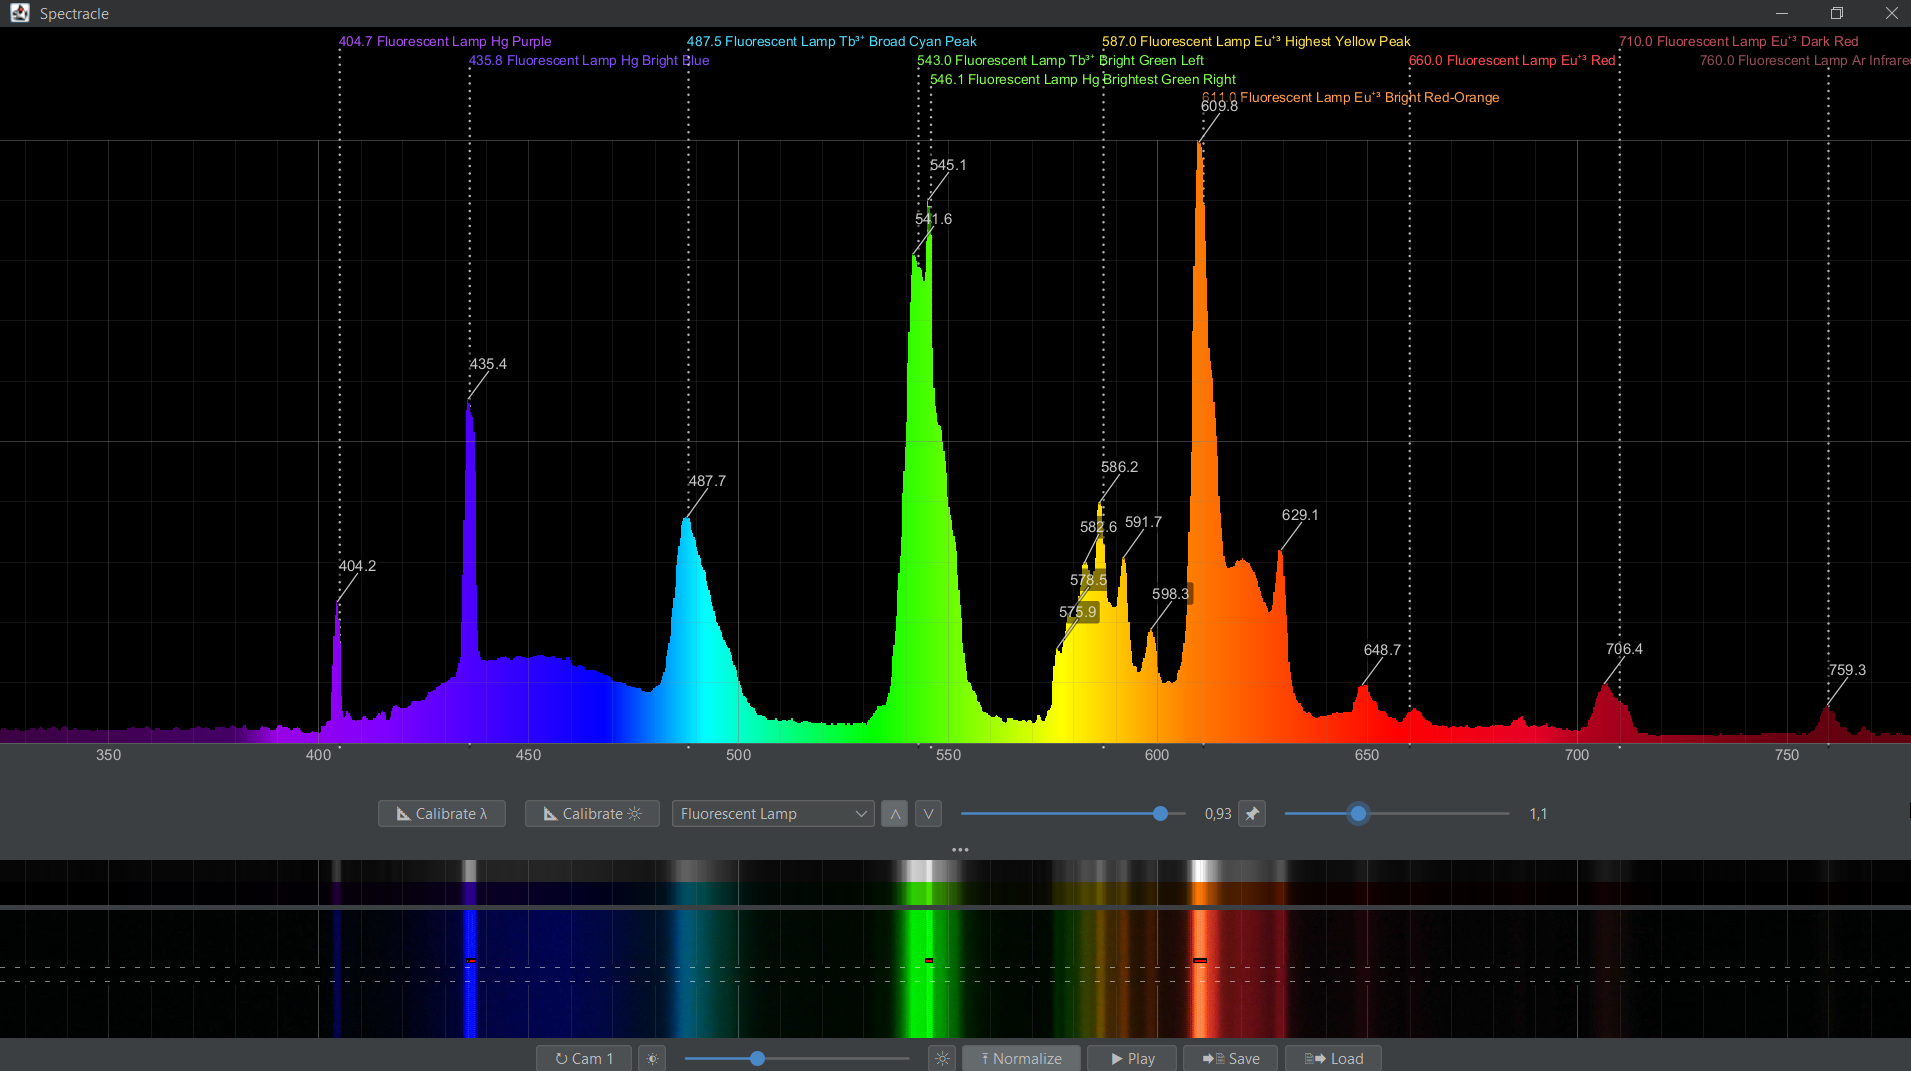 Spectracle
404.7 Fluorescent Lamp Hg Purple
487.5 Fluorescent Lamp Tb³⁺ Broad Cyan Peak
587.0 Fluorescent Lamp Eu⁺³ Highest Yellow Peak
710.0 Fluorescent Lamp Eu⁺³ Dark Red
435.8 Fluorescent Lamp Hg Bright Blue
543.0 Fluorescent Lamp Tb³⁺ Bright Green Left
660.0 Fluorescent Lamp Eu⁺³ Red
760.0 Fluorescent Lamp Ar Infrare
546.1 Fluorescent Lamp Hg Brightest Green Right
611.0 Fluorescent Lamp Eu⁺³ Bright Red-Orange
609.8
545.1
541.6
435.4
586.2
487.7
629.1
582.6
591.7
404.2
578.5
598.3
575.9
648.7
706.4
759.3
350
400
450
500
550
600
650
700
750
Calibrate λ
Calibrate
Fluorescent Lamp
0,93
1,1
Cam 1
Normalize
Play
Save
Load